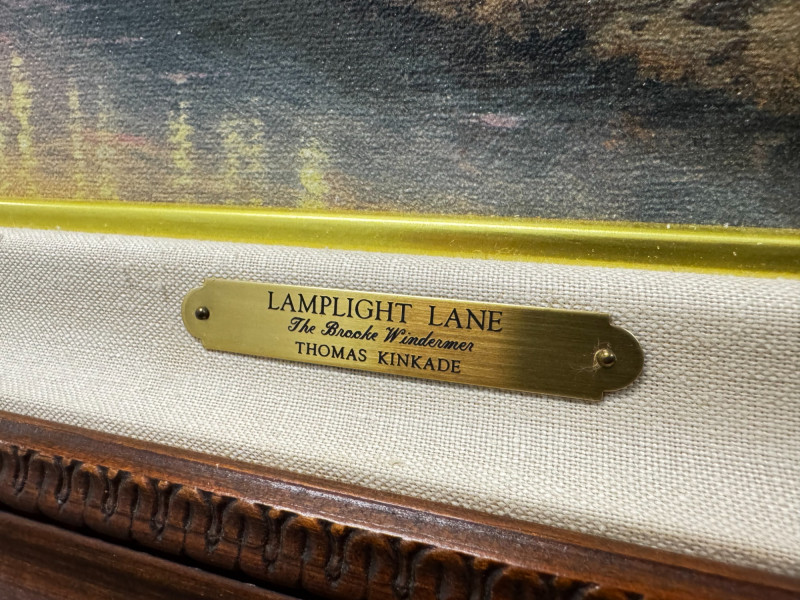 LAMPLIGHT LANE
The Brooke Windermer
THOMAS KINKADE